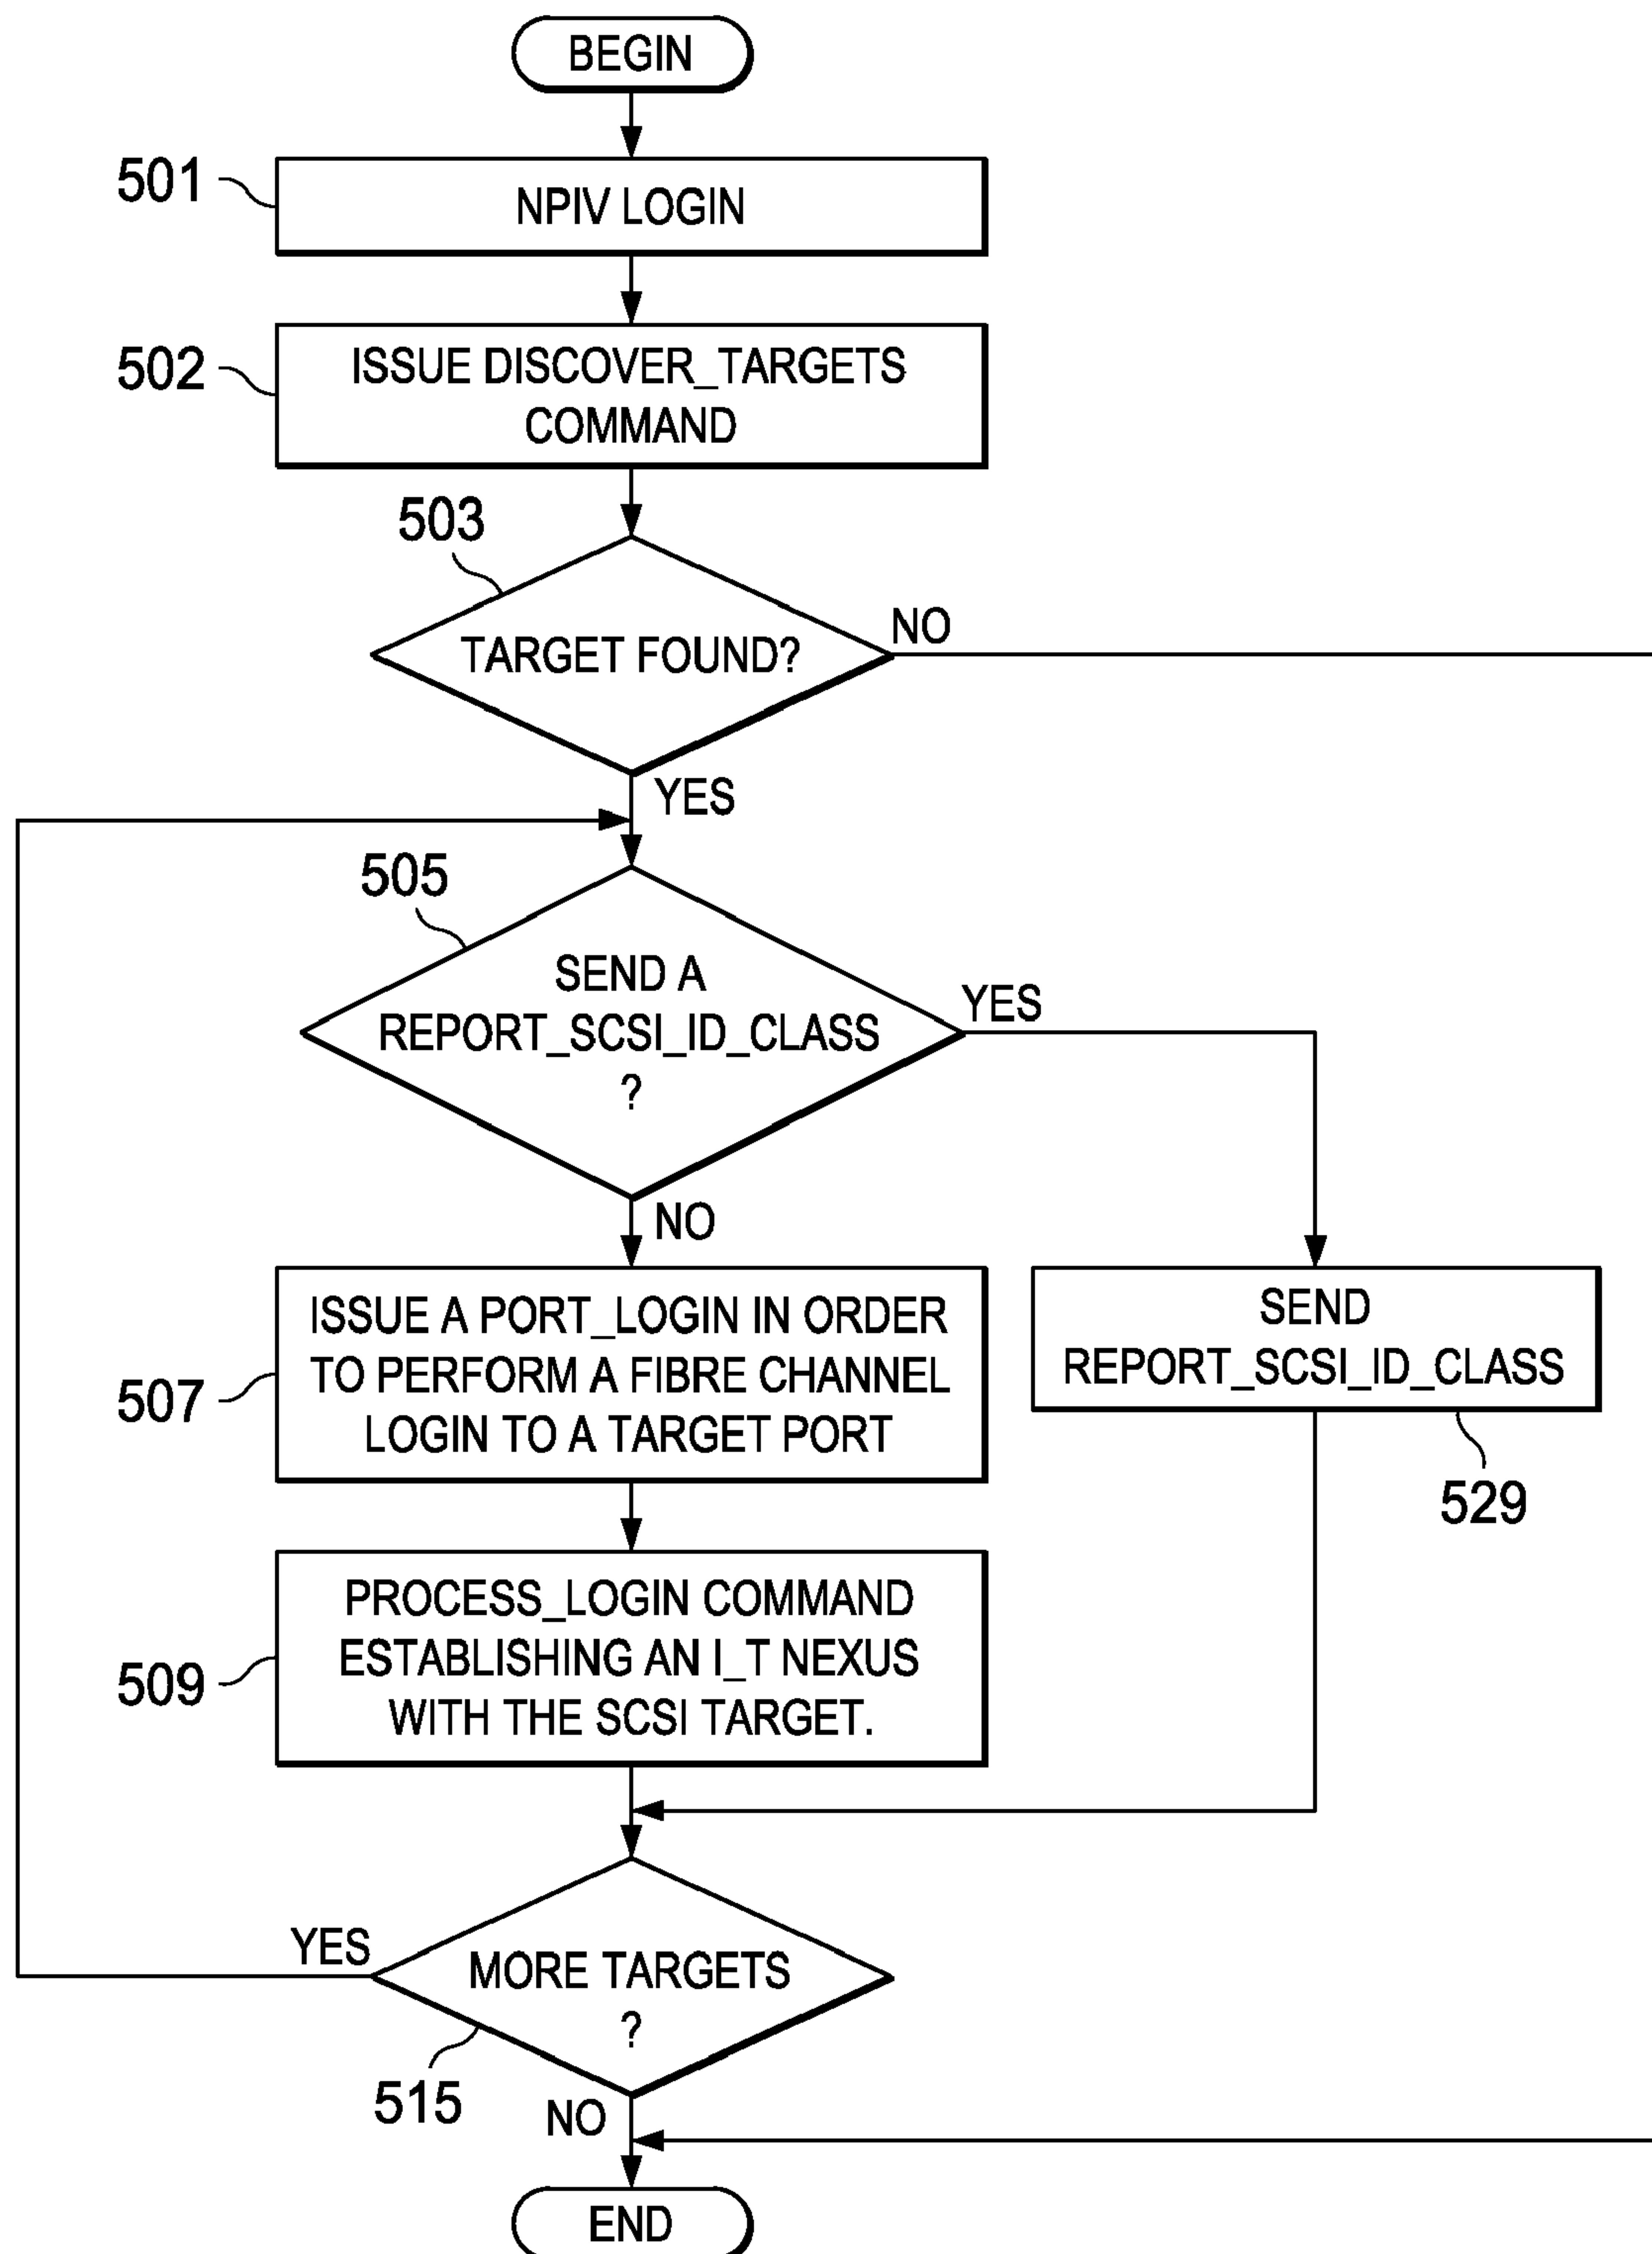 BEGIN
501
NPIV LOGIN
502
ISSUE DISCOVER_TARGETS
COMMAND
503
TARGET FOUND?
NO
YES
505
SEND A
REPORT_SCSI_ID_CLASS
?
YES
NO
507
ISSUE A PORT_LOGIN IN ORDER
TO PERFORM A FIBRE CHANNEL
LOGIN TO A TARGET PORT
SEND
REPORT_SCSI_ID_CLASS
529
509
PROCESS_LOGIN COMMAND
ESTABLISHING AN I_T NEXUS
WITH THE SCSI TARGET.
YES
MORE TARGETS
?
515
NO
END